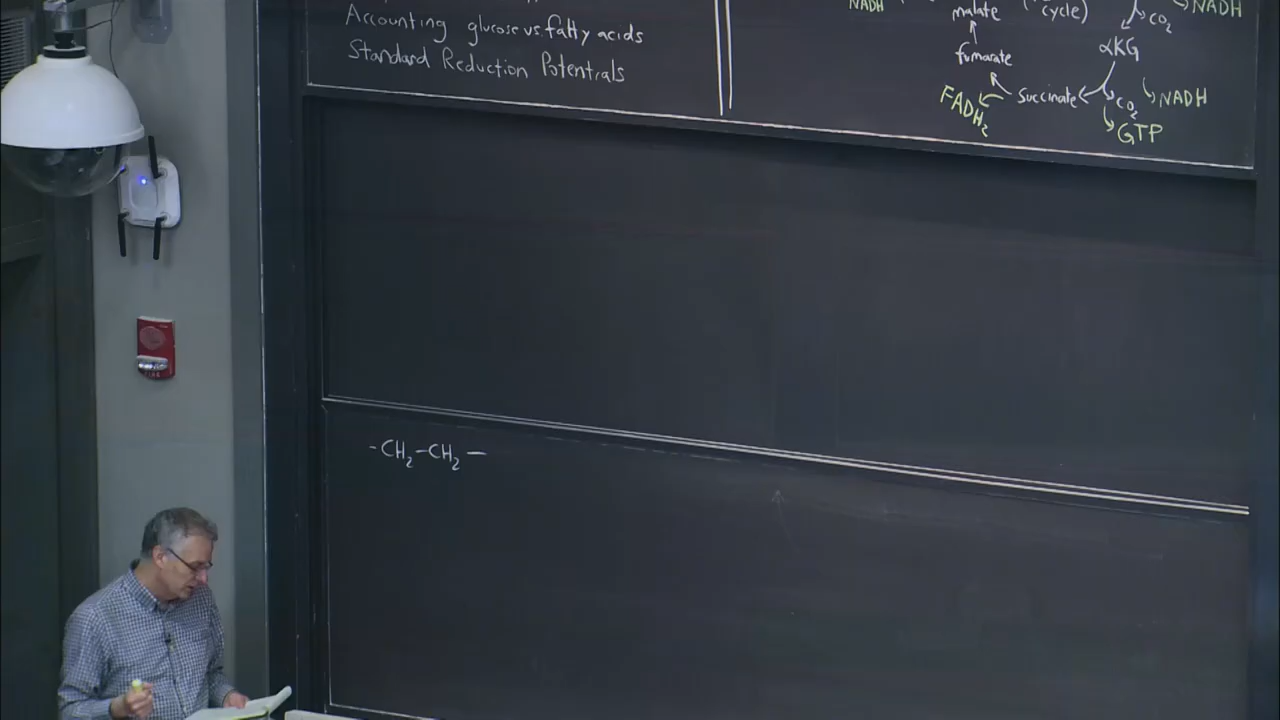 Accounting glucose vs. fatty acids
Standard Reduction Potentials
NADH
malate
cycle)
CO2
NADH
fumarate
αKG
FADH2
Succinate
CO2
NADH
GTP
-CH2-CH2-